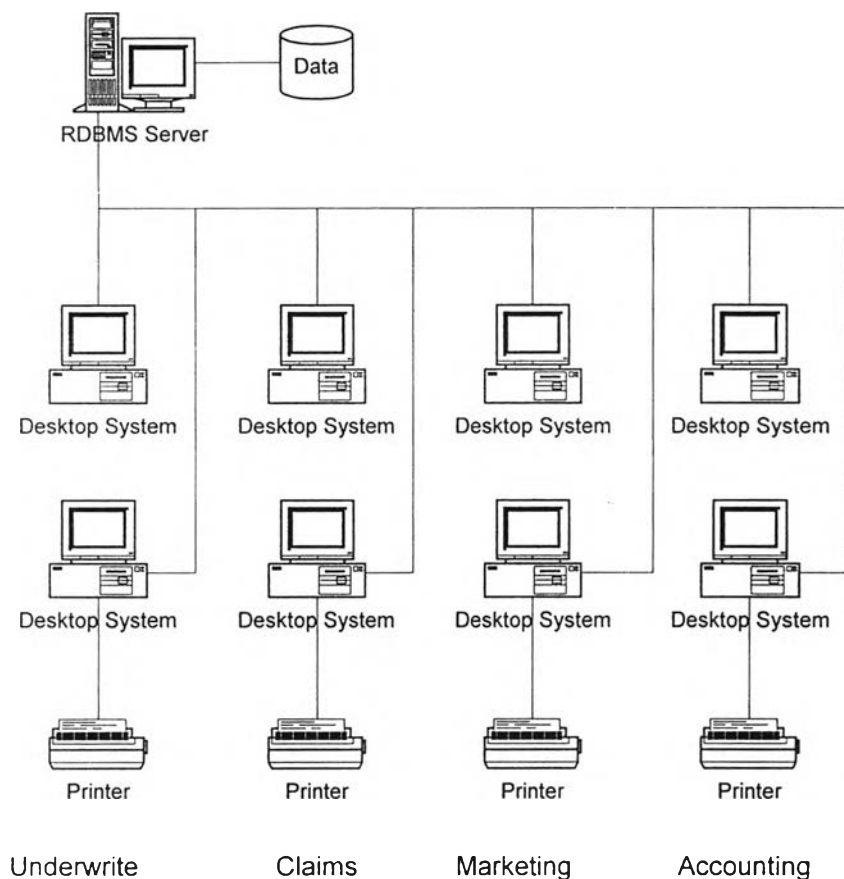 Data
RDBMS Server
Desktop System Desktop System Desktop System Desktop System
Desktop System Desktop System Desktop System Desktop System
Printer Printer Printer Printer
Underwrite Claims Marketing Accounting